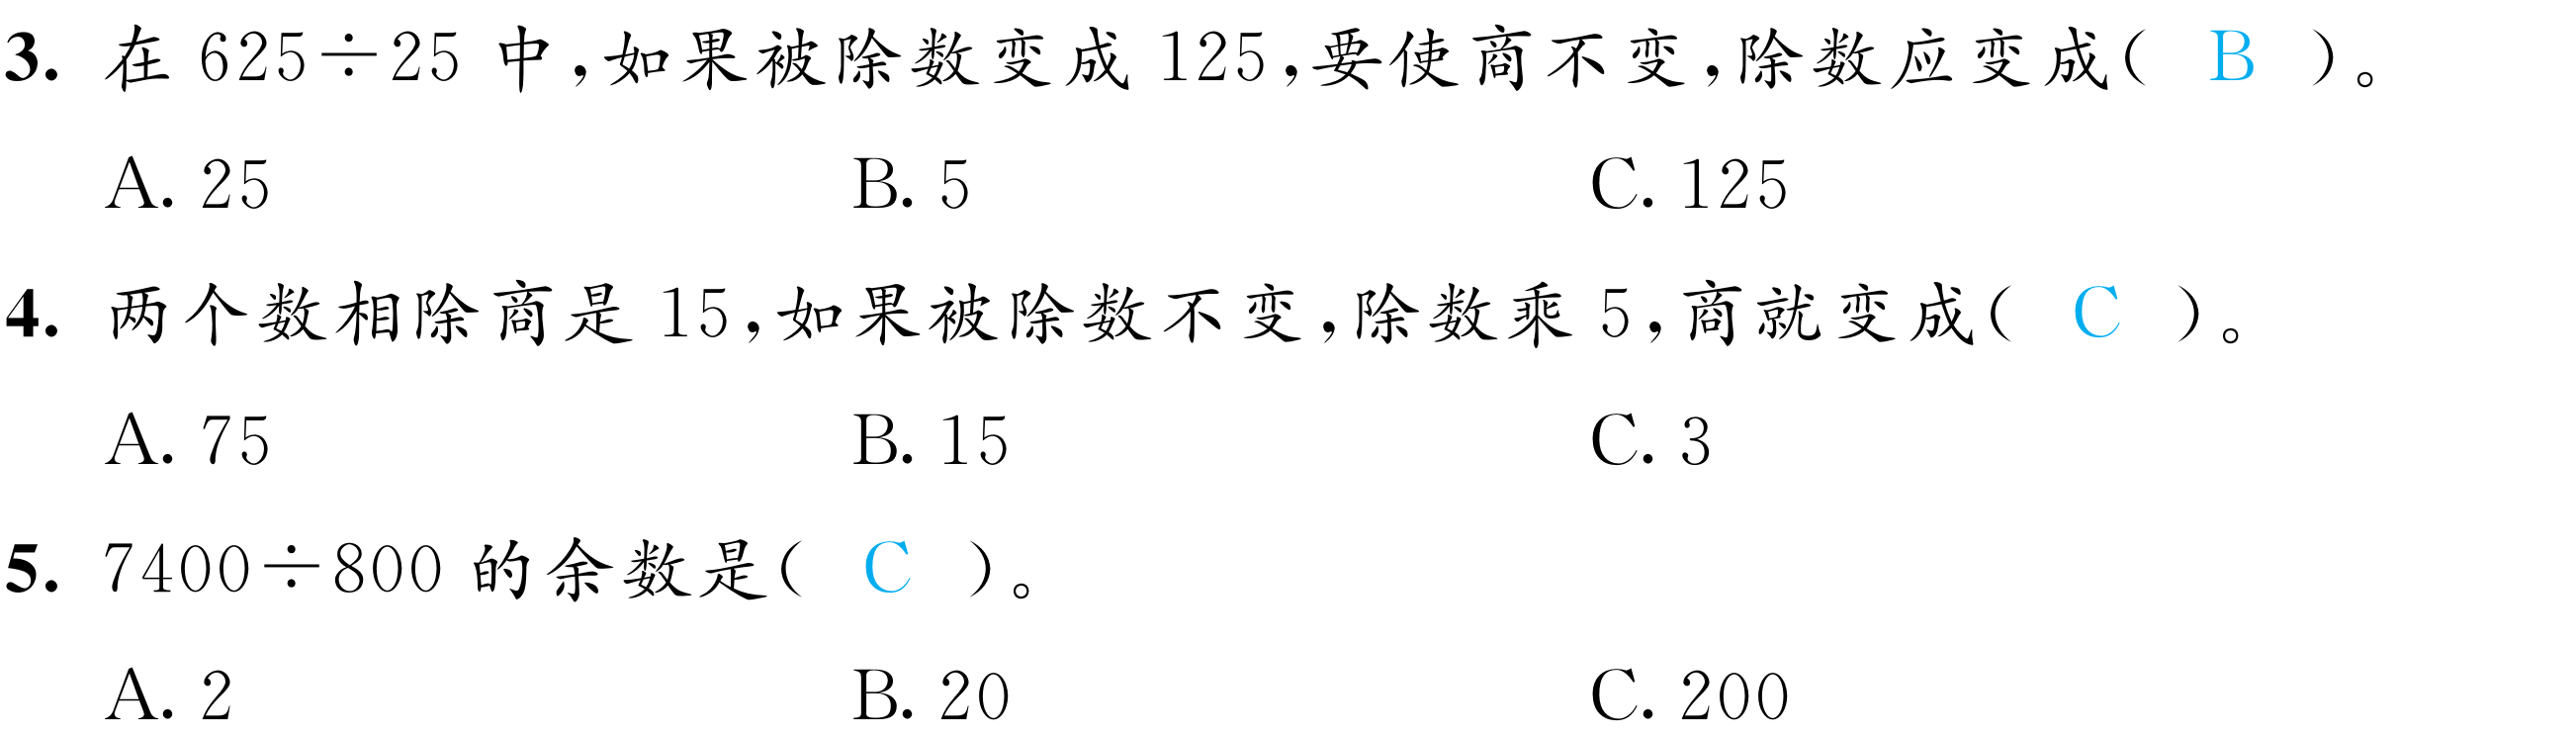 3. 在 625÷25 中,如果被除数变成 125,要使商不变,除数应变成( B )。
A. 25 B. 5 C. 125
4. 两个数相除商是 15,如果被除数不变,除数乘 5,商就变成( C )。
A. 75 B. 15 C. 3
5. 7400÷800 的余数是( C )。
A. 2 B. 20 C. 200